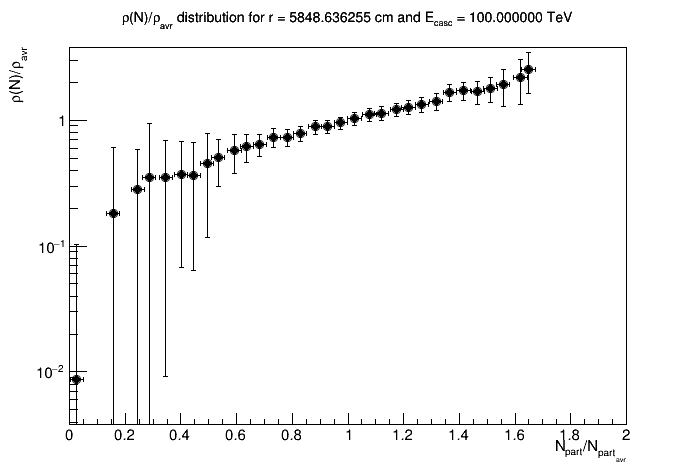 ρ(N)/ρavr distribution for r = 5848.636255 cm and Ecasc = 100.000000 TeV
ρ(N)/ρavr
1
10−1
10−2
0 0.2 0.4 0.6 0.8 1 1.2 1.4 1.6 1.8 2
Npart/Npartavr